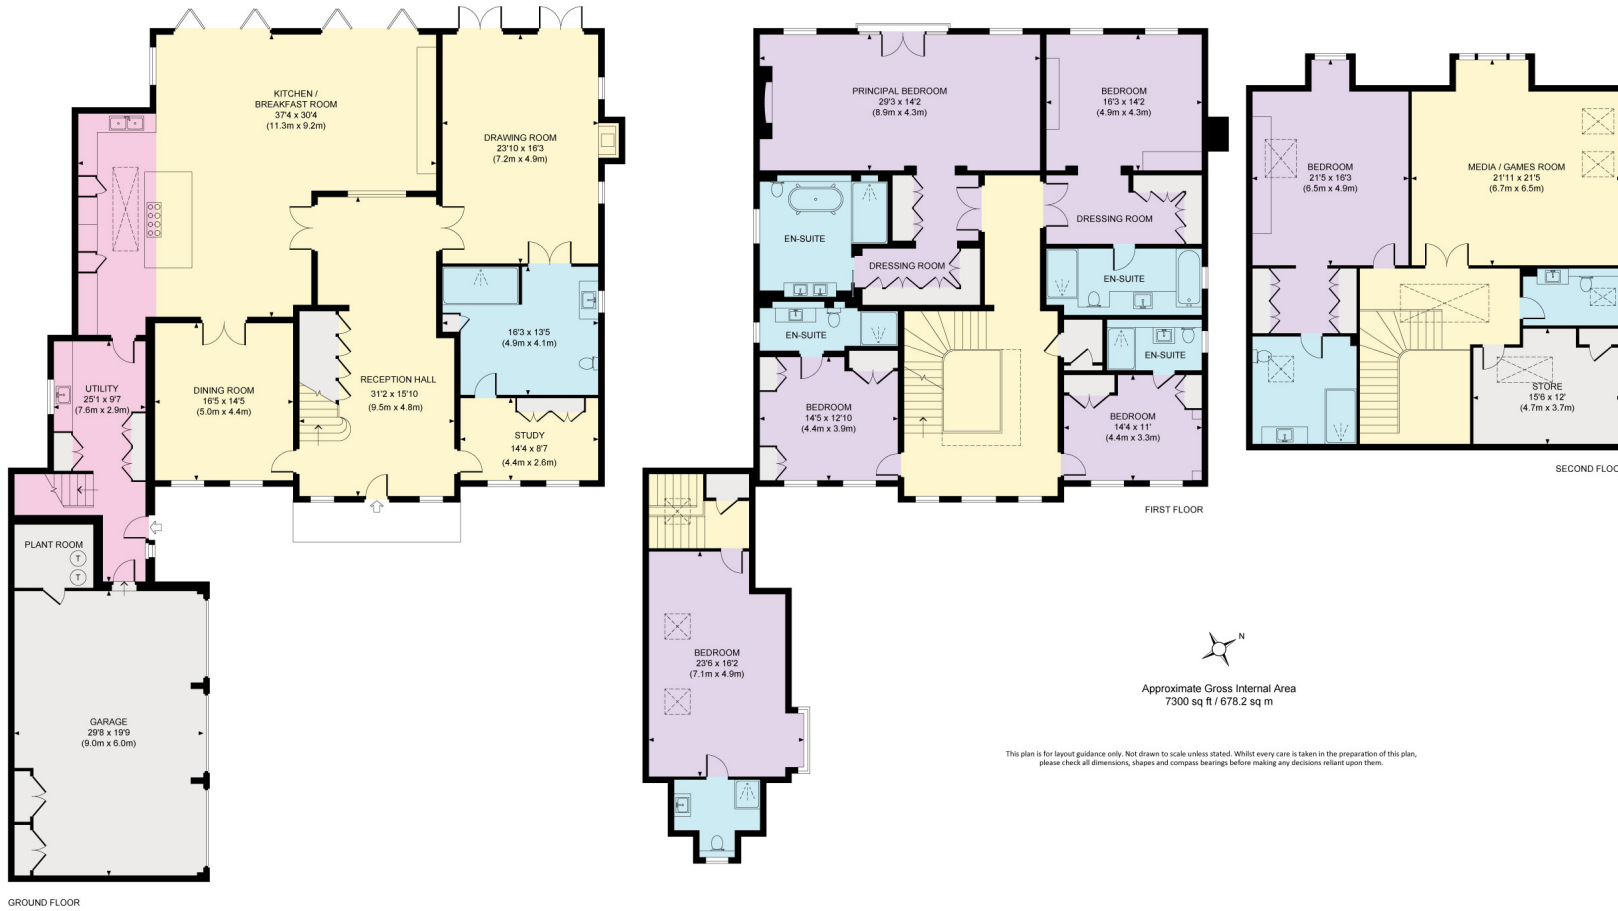 KITCHEN /
BREAKFAST ROOM
37'4 x 30'4
(11.3m x 9.2m)
DRAWING ROOM
23'10 x 16'3
(7.2m x 4.9m)
16'3 x 13'5
(4.9m x 4.1m)
UTILITY
25'1 x 9'7
(7.6m x 2.9m)
DINING ROOM
16'5 x 14'5
(5.0m x 4.4m)
RECEPTION HALL
31'2 x 15'10
(9.5m x 4.8m)
STUDY
14'4 x 8'7
(4.4m x 2.6m)
PLANT ROOM
T
T
GARAGE
29'8 x 19'9
(9.0m x 6.0m)
GROUND FLOOR
PRINCIPAL BEDROOM
29'3 x 14'2
(8.9m x 4.3m)
BEDROOM
16'3 x 14'2
(4.9m x 4.3m)
EN-SUITE
DRESSING ROOM
DRESSING ROOM
EN-SUITE
EN-SUITE
EN-SUITE
BEDROOM
14'5 x 12'10
(4.4m x 3.9m)
BEDROOM
14'4 x 11'
(4.4m x 3.3m)
FIRST FLOOR
BEDROOM
23'6 x 16'2
(7.1m x 4.9m)
BEDROOM
21'5 x 16'3
(6.5m x 4.9m)
MEDIA / GAMES ROOM
21'11 x 21'5
(6.7m x 6.5m)
STORE
15'6 x 12'
(4.7m x 3.7m)
SECOND FLOO
N
Approximate Gross Internal Area
7300 sq ft / 678.2 sq m
This plan is for layout guidance only. Not drawn to scale unless stated. Whilst every care is taken in the preparation of this plan,
please check all dimensions, shapes and compass bearings before making any decisions reliant upon them.